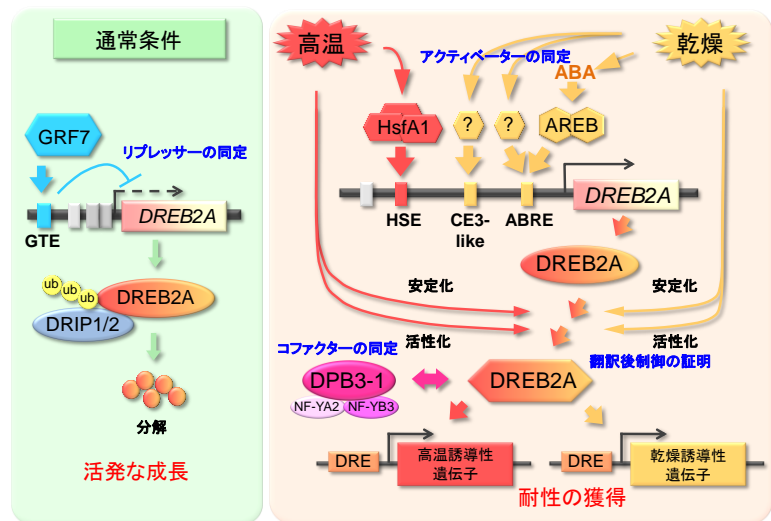 通常条件
GRF7
リプレッサーの同定
DREB2A
GTE
ub
ub
ub
DREB2A
DRIP1/2
分解
活発な成長
高温
乾燥
アクティベーターの同定
ABA
HsfA1
?
?
AREB
DREB2A
HSE
CE3-
like
ABRE
DREB2A
安定化
安定化
活性化
活性化
コファクターの同定
翻訳後制御の証明
DPB3-1
DREB2A
NF-YA2
NF-YB3
DRE
高温誘導性
遺伝子
DRE
乾燥誘導性
遺伝子
耐性の獲得